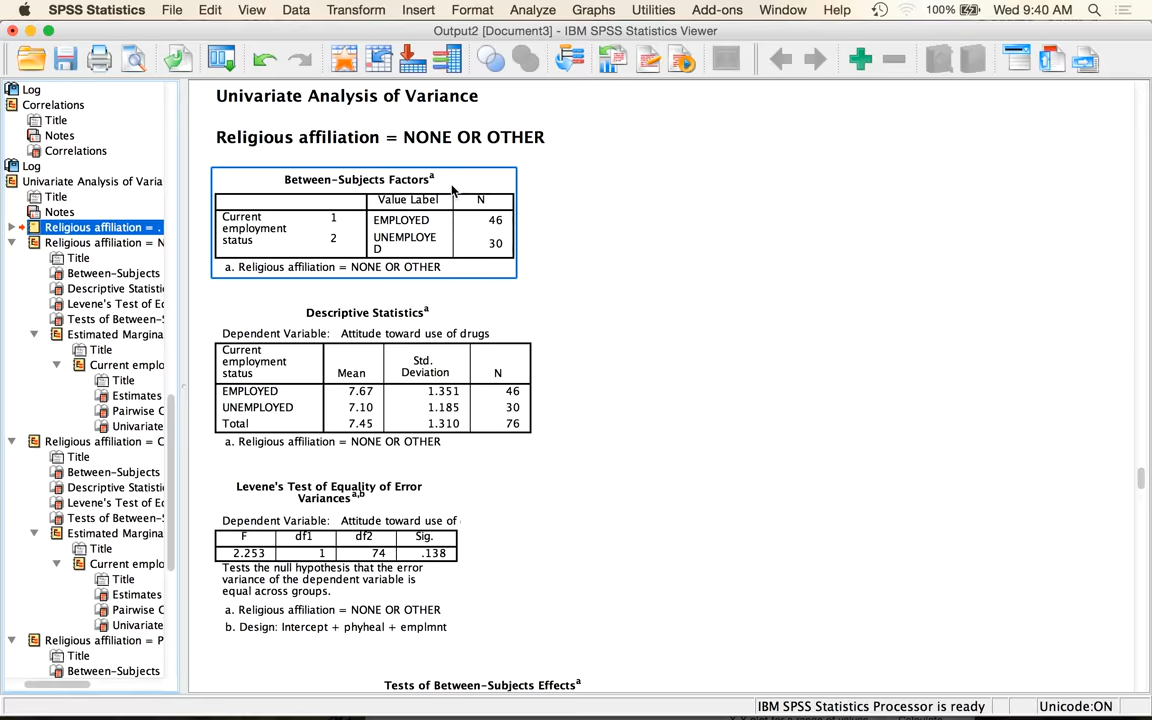 SPSS Statistics File Edit View Data Transform Insert Format Analyze Graphs Utilities Add-ons Window Help 100% Wed 9:40 AM
Output2 [Document3] - IBM SPSS Statistics Viewer
Log
Correlations
Title
Notes
Correlations
Log
Univariate Analysis of Varia
Title
Notes
Religious affiliation = .
Religious affiliation = N
Title
Between-Subjects
Descriptive Statisti
Levene's Test of Ec
Tests of Between-S
Estimated Margina
Title
Current emplo
Title
Estimates
Pairwise C
Univariate
Religious affiliation = C
Title
Between-Subjects
Descriptive Statisti
Levene's Test of Ec
Tests of Between-S
Estimated Margina
Title
Current emplo
Title
Estimates
Pairwise C
Univariate
Religious affiliation = P
Title
Between-Subjects
Univariate Analysis of Variance
Religious affiliation = NONE OR OTHER
Between-Subjects Factors a
Value Label N
Current employment status 1 EMPLOYED 46
2 UNEMPLOYE
D 30
a. Religious affiliation = NONE OR OTHER
Descriptive Statistics a
Dependent Variable: Attitude toward use of drugs
Current
employment
status Mean Std. Deviation N
EMPLOYED 7.67 1.351 46
UNEMPLOYED 7.10 1.185 30
Total 7.45 1.310 76
a. Religious affiliation = NONE OR OTHER
Levene's Test of Equality of Error
Variances a,b
Dependent Variable: Attitude toward use of
F df1 df2 Sig.
2.253 1 74 .138
Tests the null hypothesis that the error
variance of the dependent variable is
equal across groups.
a. Religious affiliation = NONE OR OTHER
b. Design: Intercept + phyheal + emplmnt
Tests of Between-Subjects Effects a
IBM SPSS Statistics Processor is ready Unicode:ON